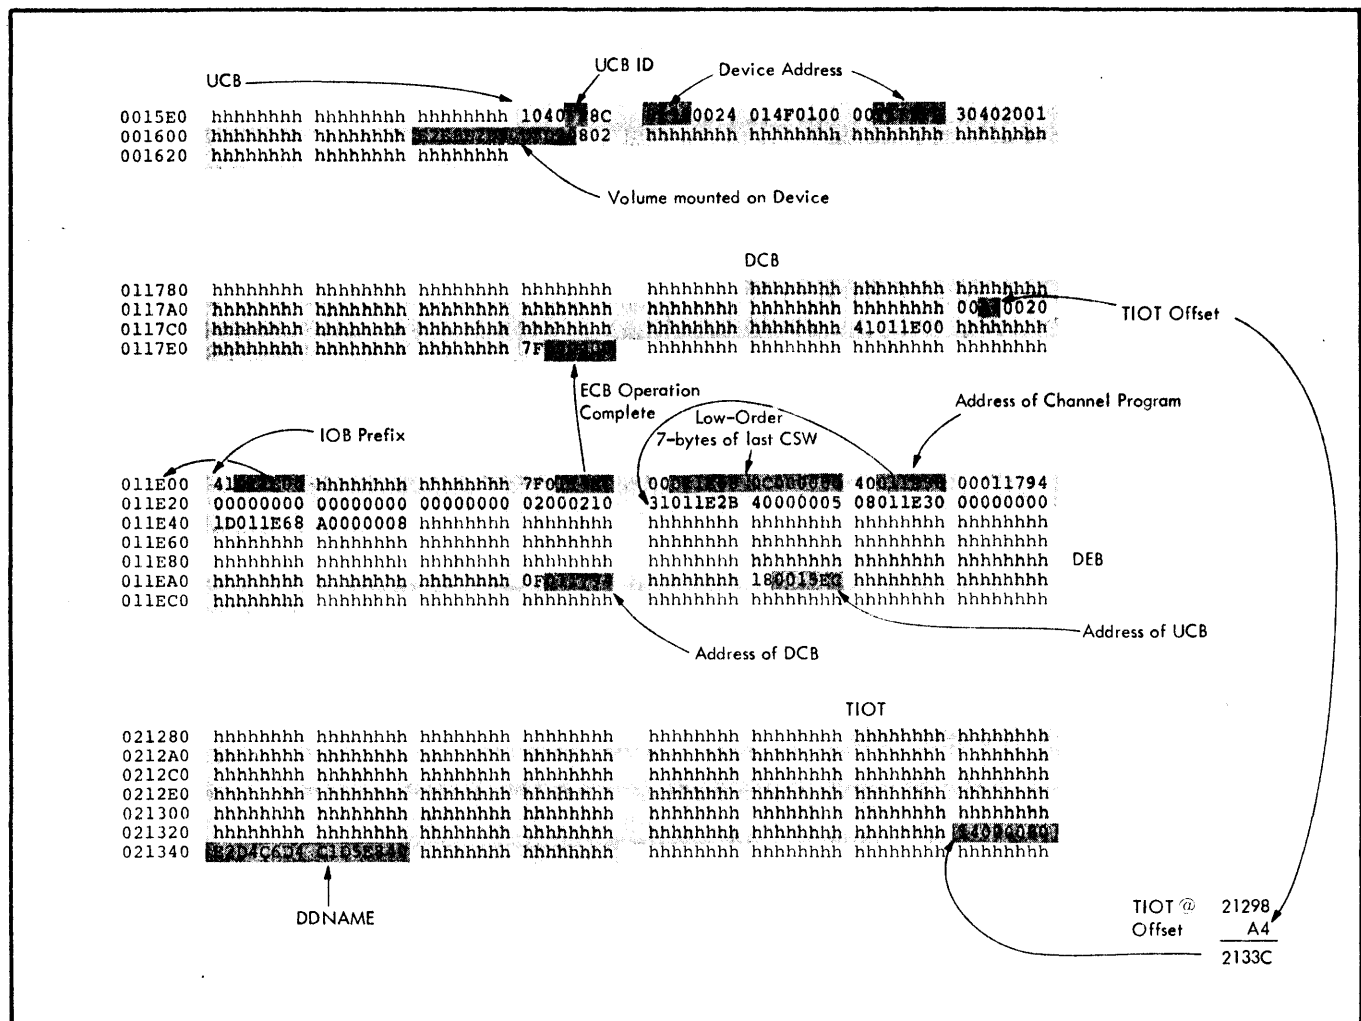 UCB
UCB ID
Device Address
0015E0 hhhhhhhh hhhhhhhh hhhhhhhh 1040 8C 0024 014F0100 00 30402001
001600 hhhhhhhh hhhhhhhh 802 hhhhhhhh hhhhhhhh hhhhhhhh hhhhhhhh
001620 hhhhhhhh hhhhhhhh hhhhhhhh
Volume mounted on Device
DCB
011780 hhhhhhhh hhhhhhhh hhhhhhhh hhhhhhhh hhhhhhhh hhhhhhhh hhhhhhhh hhhhhhhh
0117A0 hhhhhhhh hhhhhhhh hhhhhhhh hhhhhhhh hhhhhhhh hhhhhhhh hhhhhhhh 00 0020
TIOT Offset
0117C0 hhhhhhhh hhhhhhhh hhhhhhhh hhhhhhhh hhhhhhhh hhhhhhhh 41011E00 hhhhhhhh
0117E0 hhhhhhhh hhhhhhhh hhhhhhhh 7F hhhhhhhh hhhhhhhh hhhhhhhh hhhhhhhh
ECB Operation
Complete
Low-Order
7-bytes of last CSW
Address of Channel Program
IOB Prefix
011E00 41 hhhhhhhh hhhhhhhh 7F0 00 40 00011794
011E20 00000000 00000000 00000000 02000210 31011E2B 40000005 08011E30 00000000
011E40 1D011E68 A0000008 hhhhhhhh hhhhhhhh hhhhhhhh hhhhhhhh hhhhhhhh hhhhhhhh
011E60 hhhhhhhh hhhhhhhh hhhhhhhh hhhhhhhh hhhhhhhh hhhhhhhh hhhhhhhh hhhhhhhh
011E80 hhhhhhhh hhhhhhhh hhhhhhhh hhhhhhhh hhhhhhhh hhhhhhhh hhhhhhhh hhhhhhhh
DEB
011EA0 hhhhhhhh hhhhhhhh hhhhhhhh 0F hhhhhhhh 180015E hhhhhhhh hhhhhhhh
011EC0 hhhhhhhh hhhhhhhh hhhhhhhh hhhhhhhh hhhhhhhh hhhhhhhh hhhhhhhh hhhhhhhh
Address of UCB
Address of DCB
TIOT
021280 hhhhhhhh hhhhhhhh hhhhhhhh hhhhhhhh hhhhhhhh hhhhhhhh hhhhhhhh hhhhhhhh
0212A0 hhhhhhhh hhhhhhhh hhhhhhhh hhhhhhhh hhhhhhhh hhhhhhhh hhhhhhhh hhhhhhhh
0212C0 hhhhhhhh hhhhhhhh hhhhhhhh hhhhhhhh hhhhhhhh hhhhhhhh hhhhhhhh hhhhhhhh
0212E0 hhhhhhhh hhhhhhhh hhhhhhhh hhhhhhhh hhhhhhhh hhhhhhhh hhhhhhhh hhhhhhhh
021300 hhhhhhhh hhhhhhhh hhhhhhhh hhhhhhhh hhhhhhhh hhhhhhhh hhhhhhhh hhhhhhhh
021320 hhhhhhhh hhhhhhhh hhhhhhhh hhhhhhhh hhhhhhhh hhhhhhhh hhhhhhhh
021340 hhhhhhhh hhhhhhhh hhhhhhhh hhhhhhhh hhhhhhhh hhhhhhhh
DDNAME
TIOT @ 21298
Offset A4
2133C